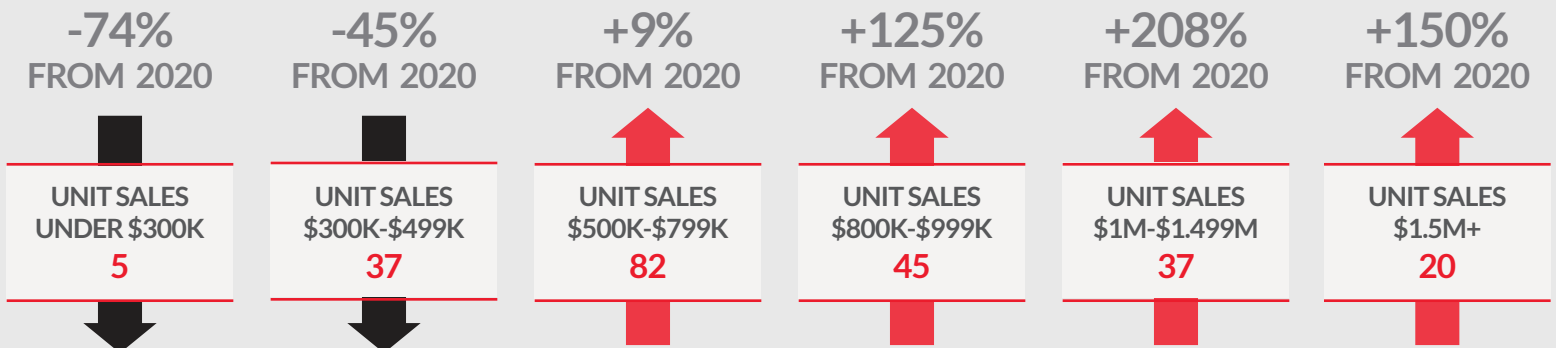 -74%
FROM 2020
UNIT SALES
UNDER $300K
5
-45%
FROM 2020
UNIT SALES
$300K-$499K
37
+9%
FROM 2020
UNIT SALES
$500K-$799K
82
+125%
FROM 2020
UNIT SALES
$800K-$999K
45
+208%
FROM 2020
UNIT SALES
$1M-$1.499M
37
+150%
FROM 2020
UNIT SALES
$1.5M+
20